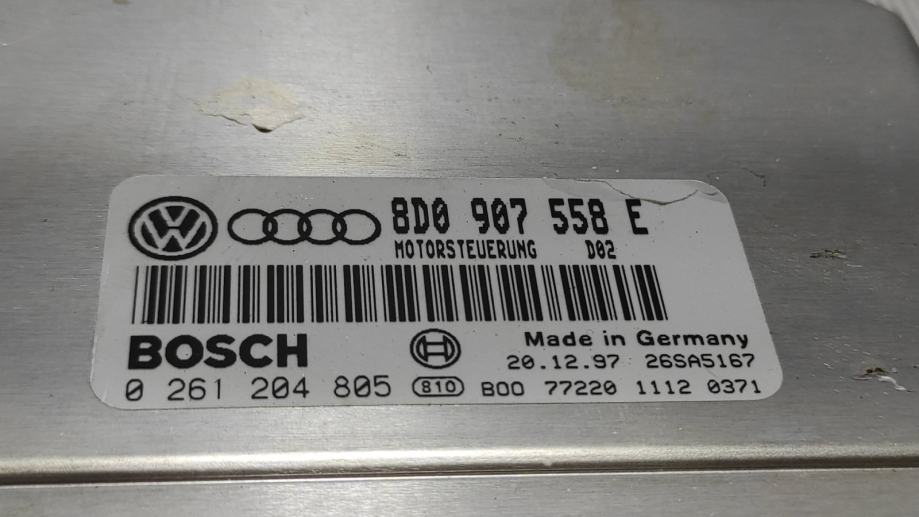 8D0 907 558 E
MOTORSTEUERUNG D02
BOSCH
Made in Germany
20.12.97 26SA5167
0 261 204 805 810 B00 77220 1112 0371